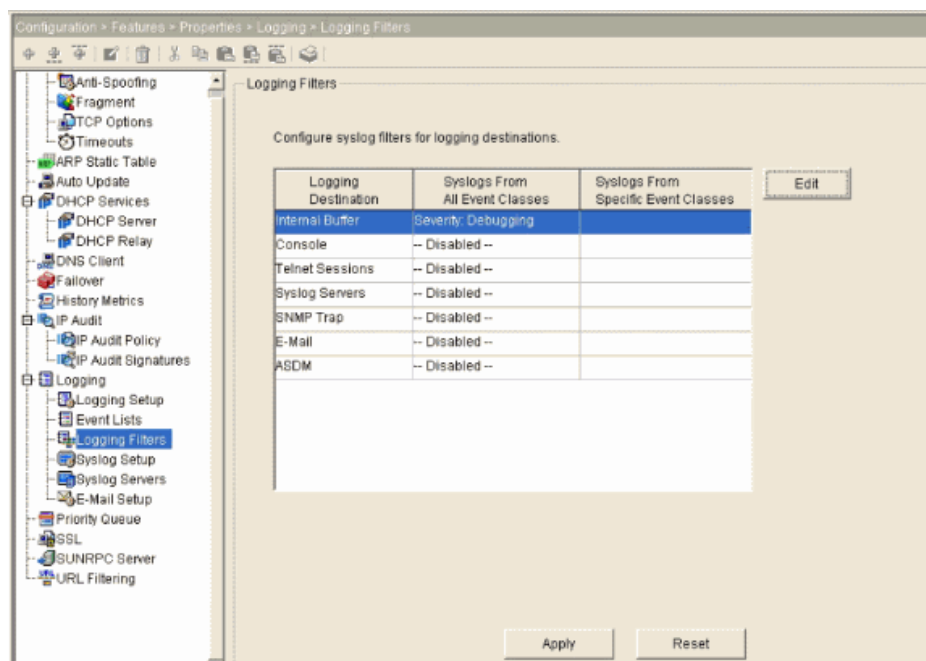 Configuration > Features > Properties > Logging > Logging Filters
Anti-Spoofing
Fragment
TCP Options
Timeouts
ARP Static Table
Auto Update
DHCP Services
DHCP Server
DHCP Relay
DNS Client
Failover
History Metrics
IP Audit
IP Audit Policy
IP Audit Signatures
Logging
Logging Setup
Event Lists
Logging Filters
Syslog Setup
Syslog Servers
E-Mail Setup
Priority Queue
SSL
SUNRPC Server
URL Filtering
Logging Filters
Configure syslog filters for logging destinations.
Logging Destination Syslogs From All Event Classes Syslogs From Specific Event Classes
Internal Buffer Severity: Debugging
Console -- Disabled --
Telnet Sessions -- Disabled --
Syslog Servers -- Disabled --
SNMP Trap -- Disabled --
E-Mail -- Disabled --
ASDM -- Disabled --
Edit
Apply Reset